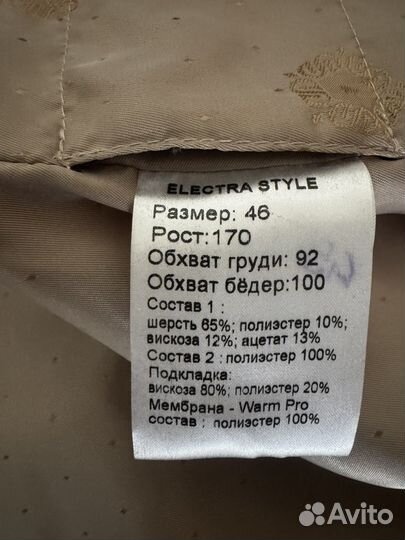 ELECTRA STYLE
Размер: 46
Рост:170
Обхват груди: 92
Обхват бёдер:100
Состав 1 :
шерсть 65%; полиэстер 10%;
вискоза 12%; ацетат 13%
Состав 2 : полиэстер 100%
Подкладка:
вискоза 80%; полиэстер 20%
Мембрана - Warm Pro
состав : полиэстер 100%
Avito